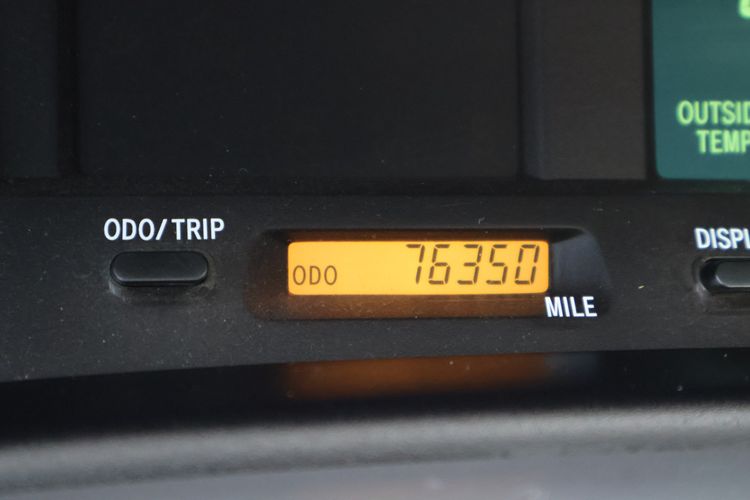 OUTSID
TEMP
ODO/TRIP
DISPL
ODO 76350
MILE